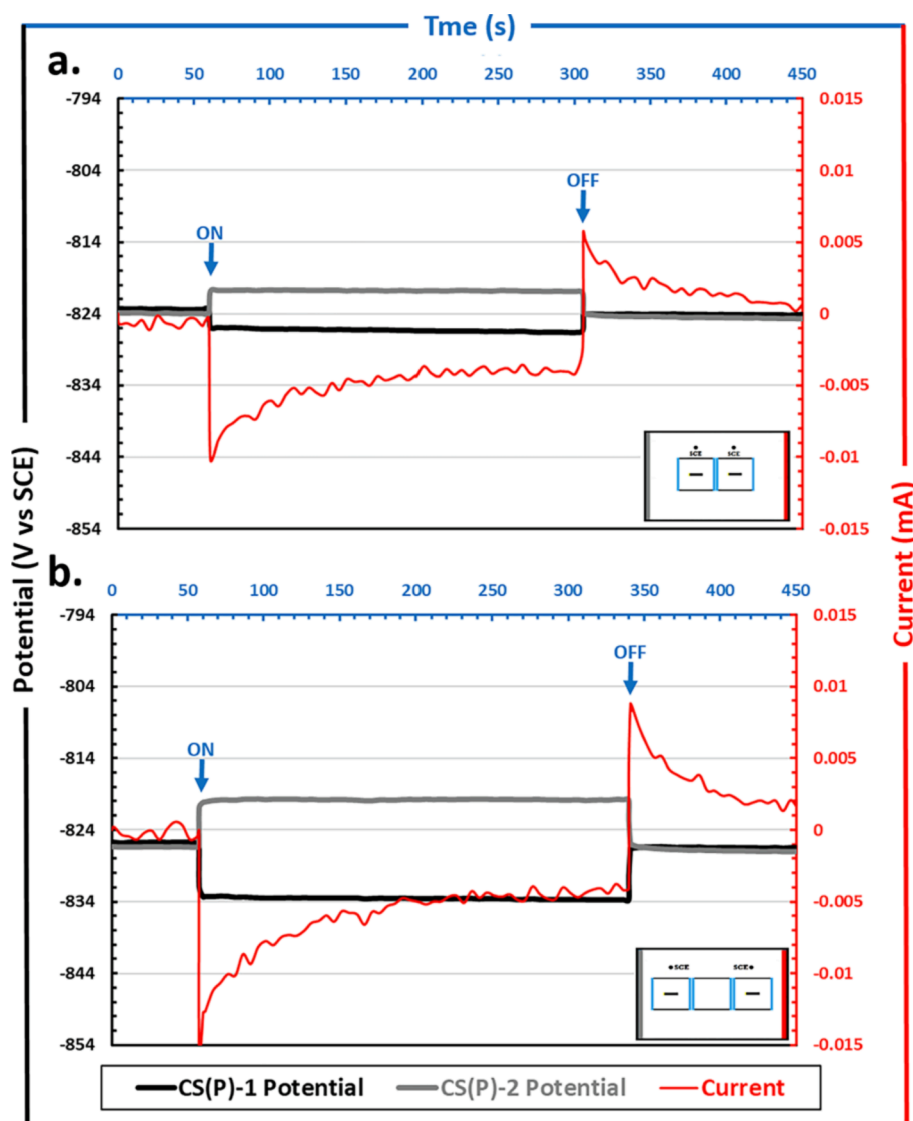 Tme (s)
a.
0 50 100 150 200 250 300 350 400 450
-794 0.015
-804 0.01
OFF
ON
-814 0.005
-824 0
-834 -0.005
SCE SCE
-844 -0.01
-854 -0.015
Potential (V vs SCE)
Current (mA)
b.
0 50 100 150 200 250 300 350 400 450
-794 0.015
OFF
-804 0.01
ON
-814 0.005
-824 0
-834 -0.005
SCE SCE
-844 -0.01
-854 -0.015
CS(P)-1 Potential CS(P)-2 Potential Current